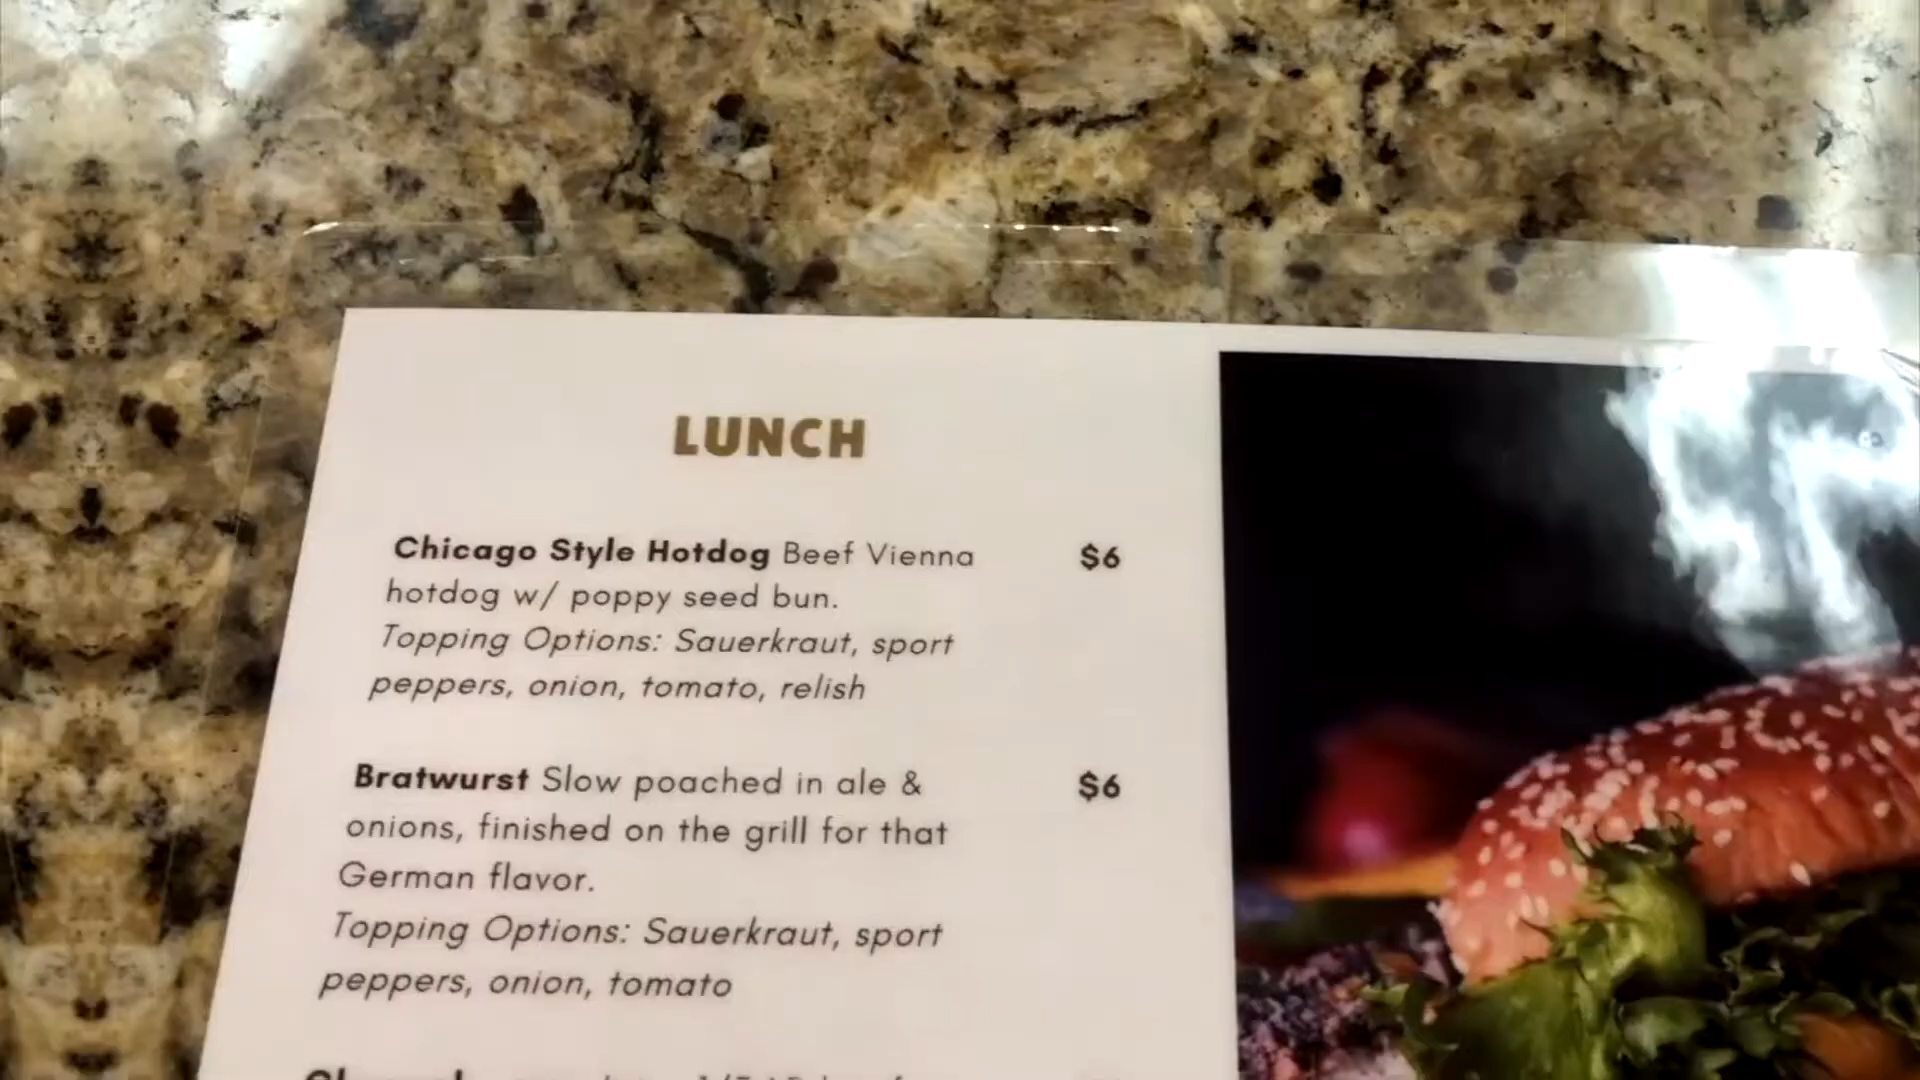 LUNCH
Chicago Style Hotdog Beef Vienna $6
hotdog w/ poppy seed bun.
Topping Options: Sauerkraut, sport
peppers, onion, tomato, relish
Bratwurst Slow poached in ale & $6
onions, finished on the grill for that
German flavor.
Topping Options: Sauerkraut, sport
peppers, onion, tomato